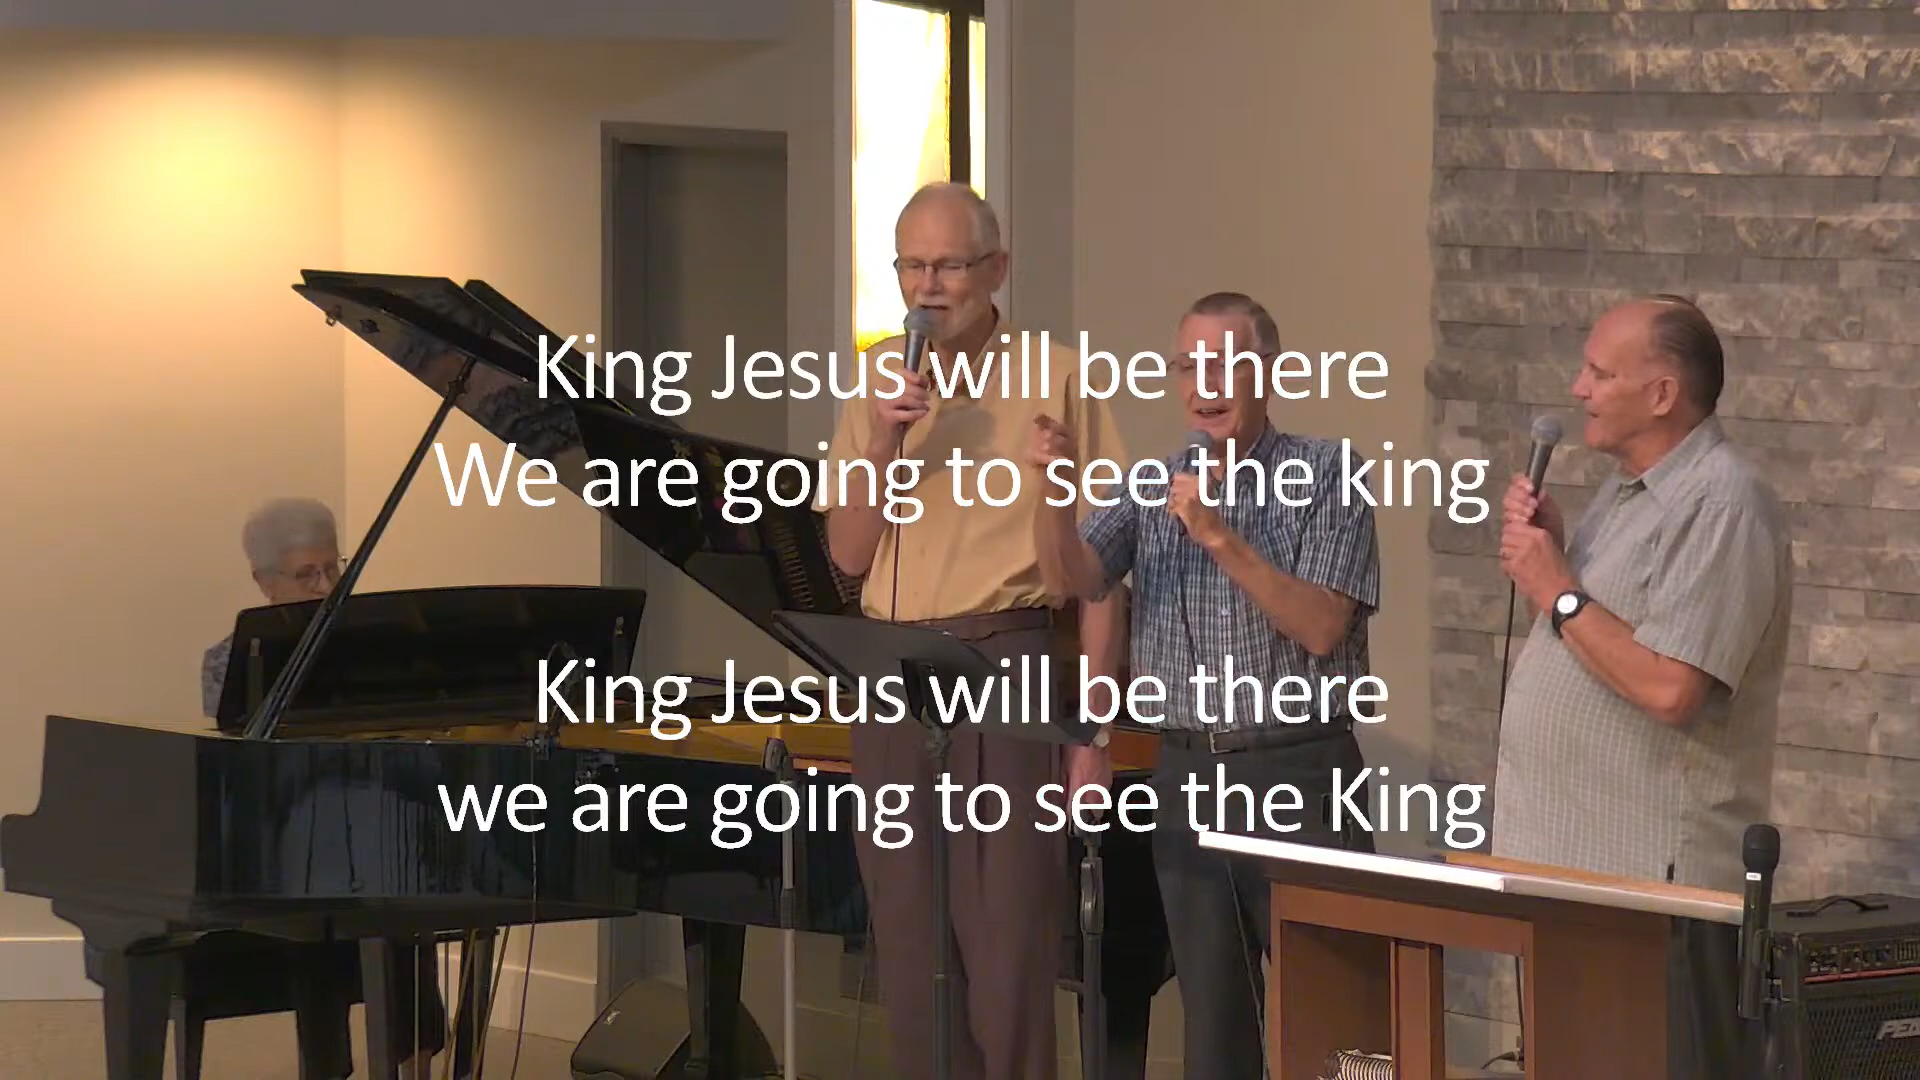 King Jesus will be there
We are going to see the king
King Jesus will be there
we are going to see the King